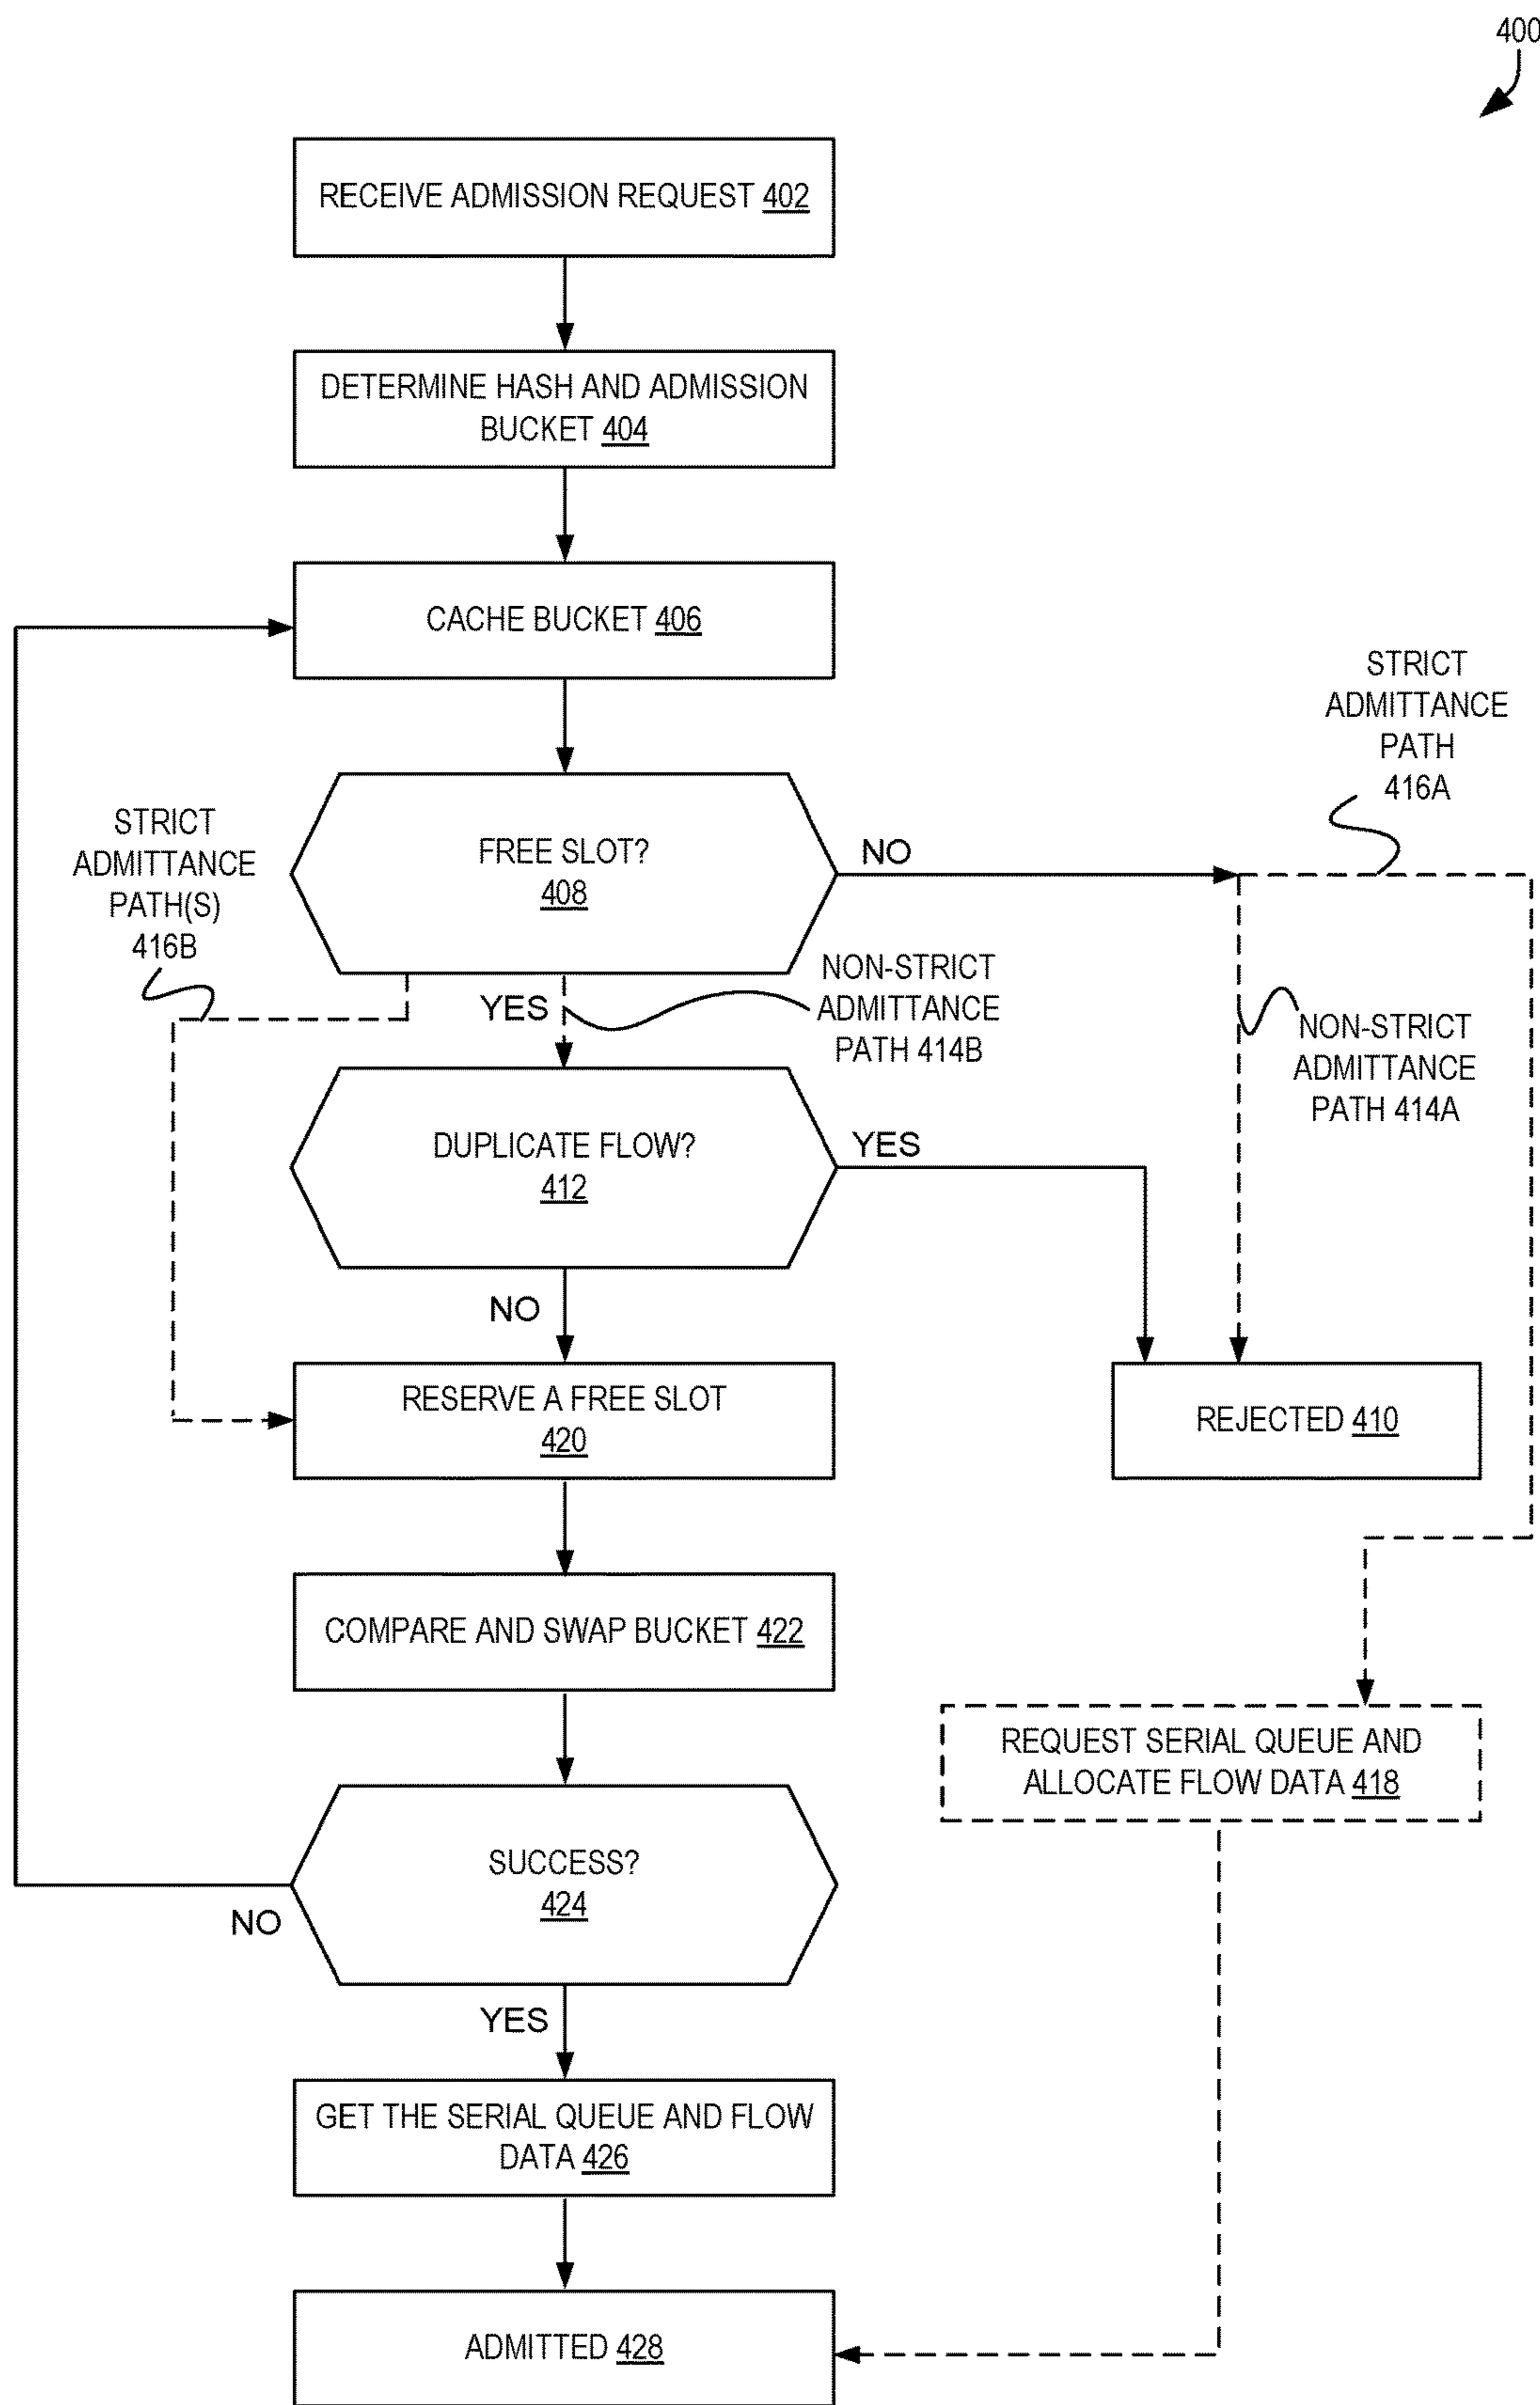 400
RECEIVE ADMISSION REQUEST 402
DETERMINE HASH AND ADMISSION
BUCKET 404
CACHE BUCKET 406
STRICT
ADMITTANCE
PATH
416A
STRICT
ADMITTANCE
PATH(S)
416B
FREE SLOT?
408
NO
YES
NON-STRICT
ADMITTANCE
PATH 414B
NON-STRICT
ADMITTANCE
PATH 414A
DUPLICATE FLOW?
412
YES
NO
RESERVE A FREE SLOT
420
REJECTED 410
COMPARE AND SWAP BUCKET 422
REQUEST SERIAL QUEUE AND
ALLOCATE FLOW DATA 418
SUCCESS?
424
NO
YES
GET THE SERIAL QUEUE AND FLOW
DATA 426
ADMITTED 428